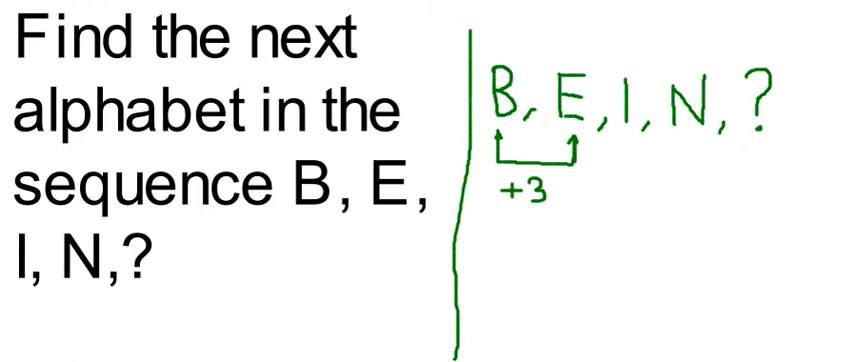 Find the next
alphabet in the
sequence B, E,
I, N,?
B, E, I, N, ?
+3